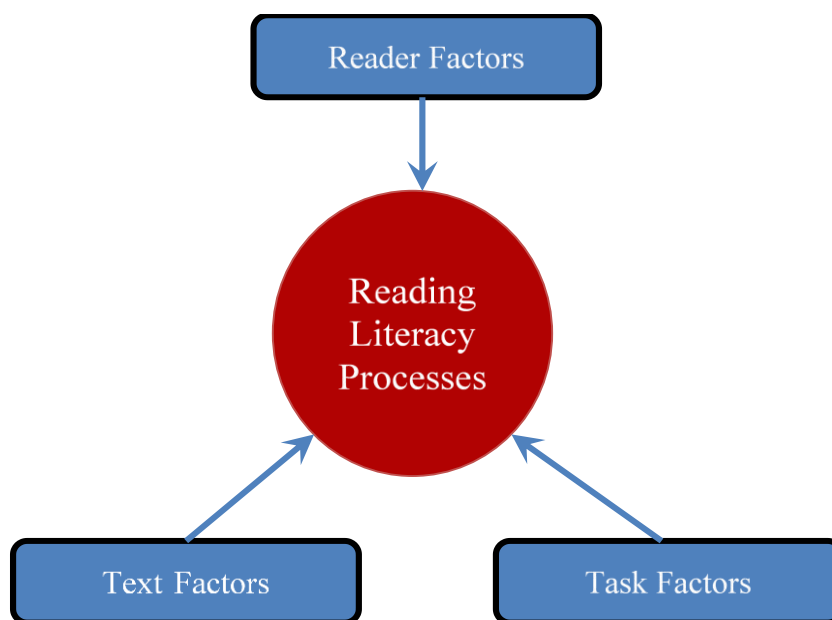 Reader Factors
Reading
Literacy
Processes
Text Factors
Task Factors